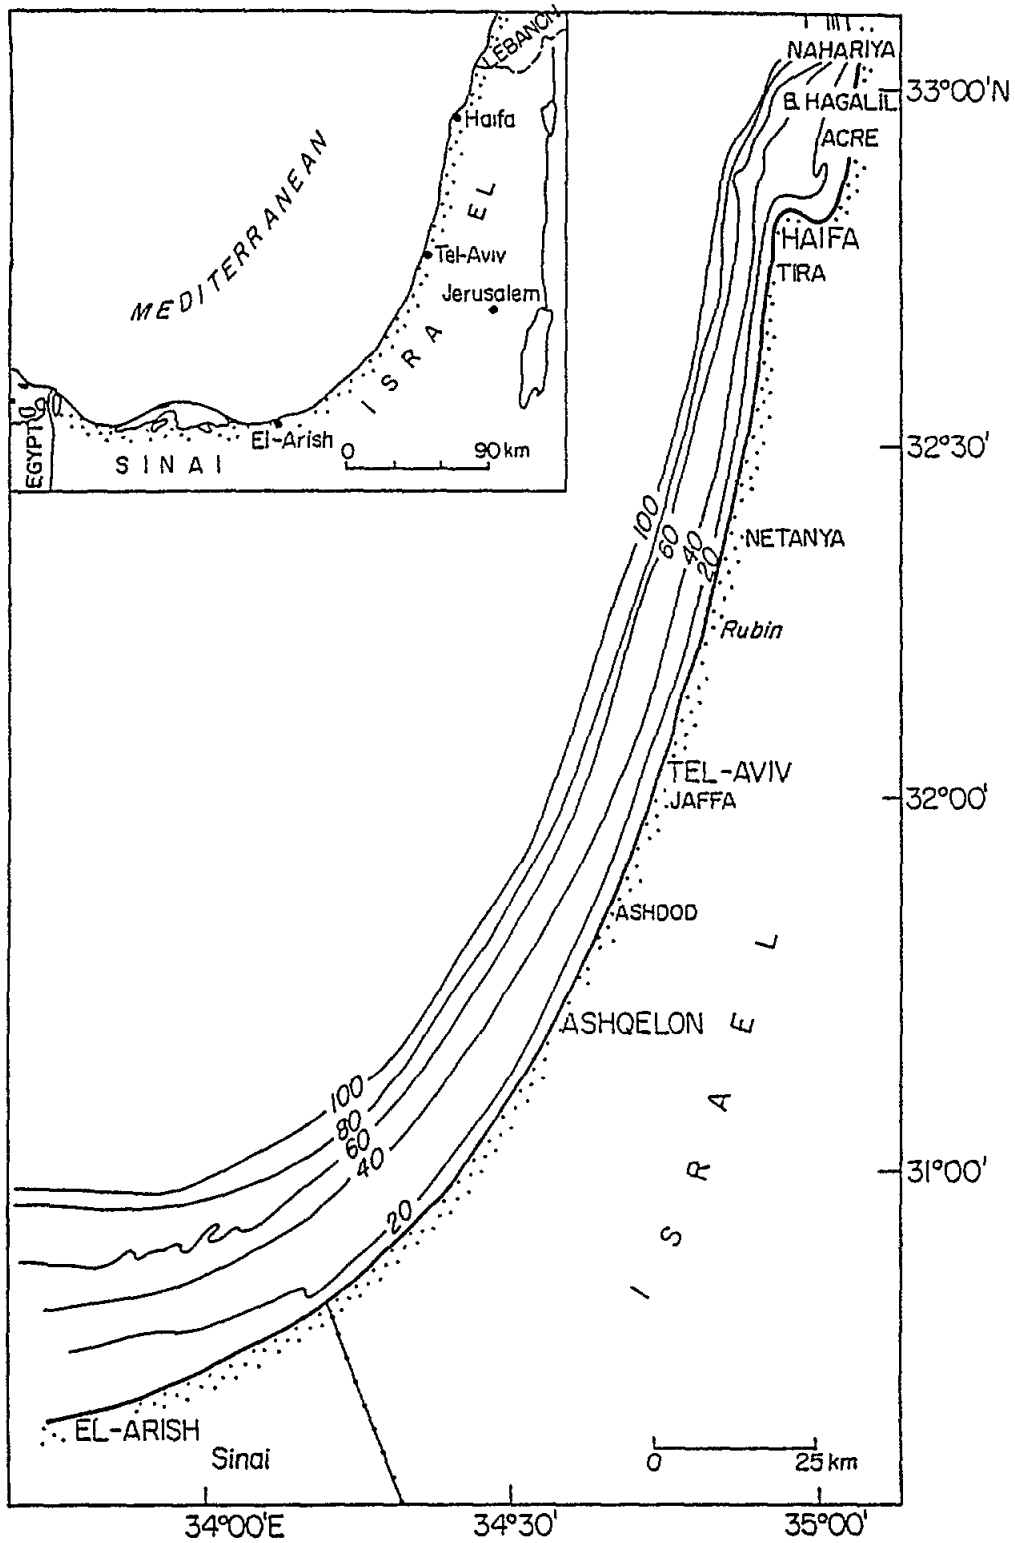 LEBANON
Haifa
MEDITERRANEAN
Tel-Aviv
Jerusalem
ISRAEL
El-Arish
0 90 km
EGYPT
SINAI
NAHARIYA
33°00'N
B. HAGALIL
ACRE
HAIFA
TIRA
32°30'
100
60
40
20
NETANYA
Rubin
TEL-AVIV
JAFFA
32°00'
ASHDOD
ASHQELON
ISRAEL
100
80
60
40
20
31°00'
EL-ARISH
Sinai
0 25 km
34°00'E 34°30' 35°00'